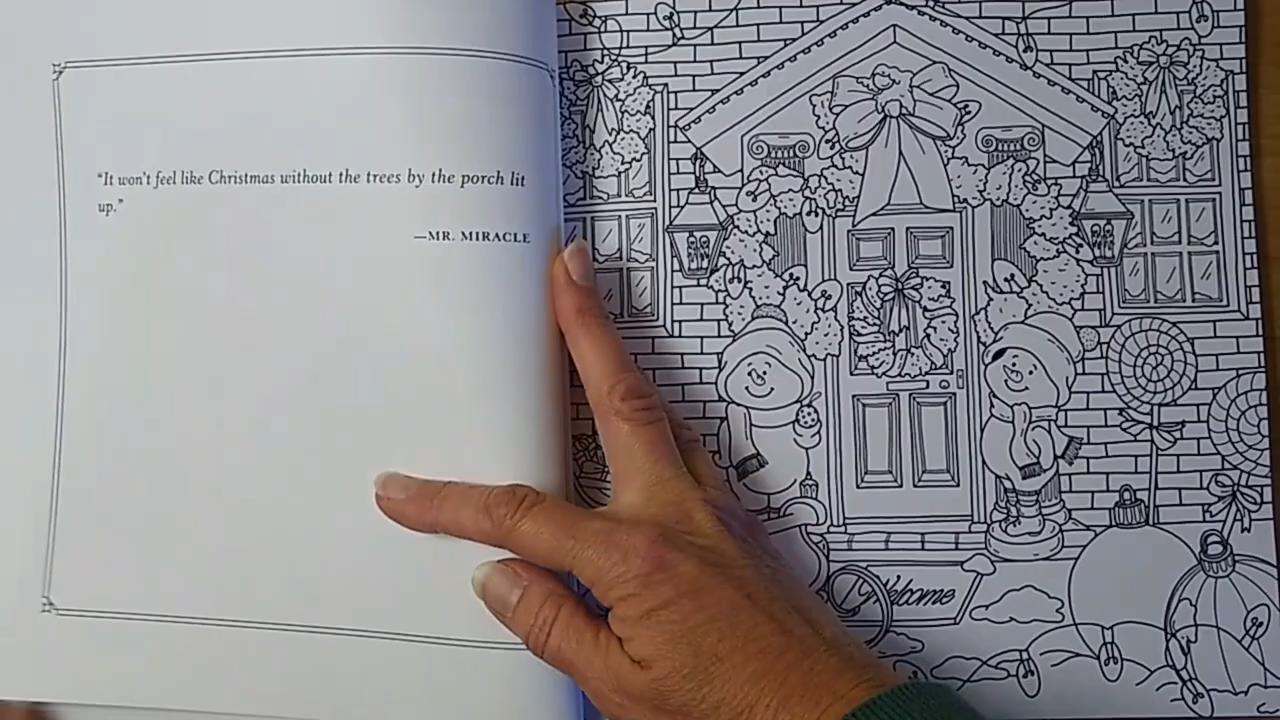 “It won’t feel like Christmas without the trees by the porch lit
up.”
—MR. MIRACLE
Welcome